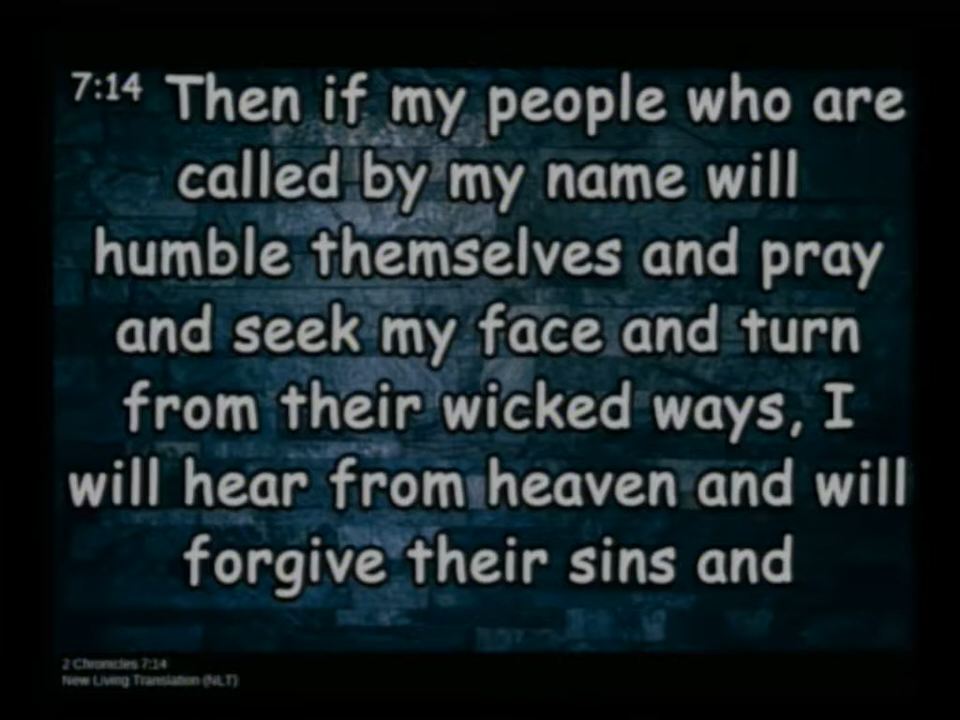 7:14 Then if my people who are
called by my name will
humble themselves and pray
and seek my face and turn
from their wicked ways, I
will hear from heaven and will
forgive their sins and
2 Chronicles 7:14
New Living Translation (NLT)